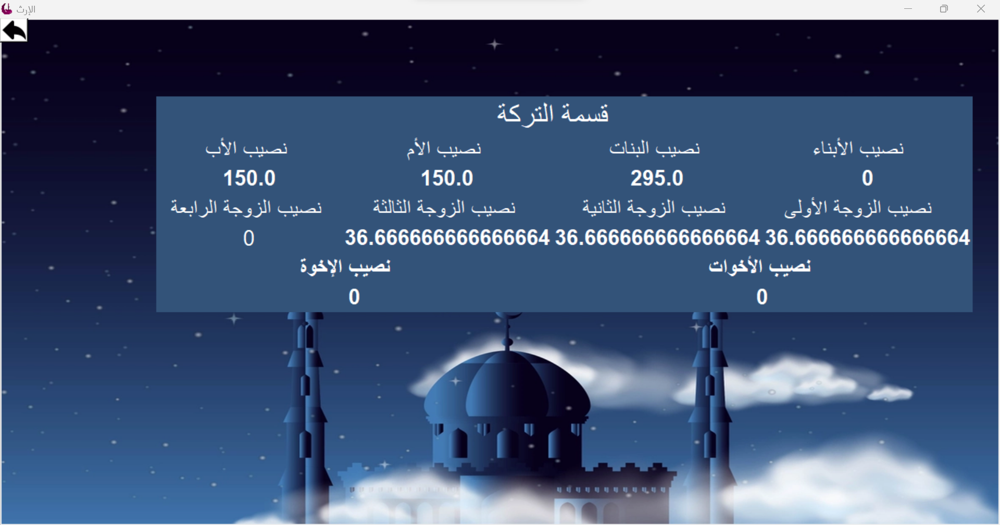 الإرث
قسمة التركة
نصيب الأبناء نصيب البنات نصيب الأم نصيب الأب
0 295.0 150.0 150.0
نصيب الزوجة الأولى نصيب الزوجة الثانية نصيب الزوجة الثالثة نصيب الزوجة الرابعة
36.666666666666664 36.666666666666664 36.666666666666664 0
نصيب الأخوات نصيب الإخوة
0 0